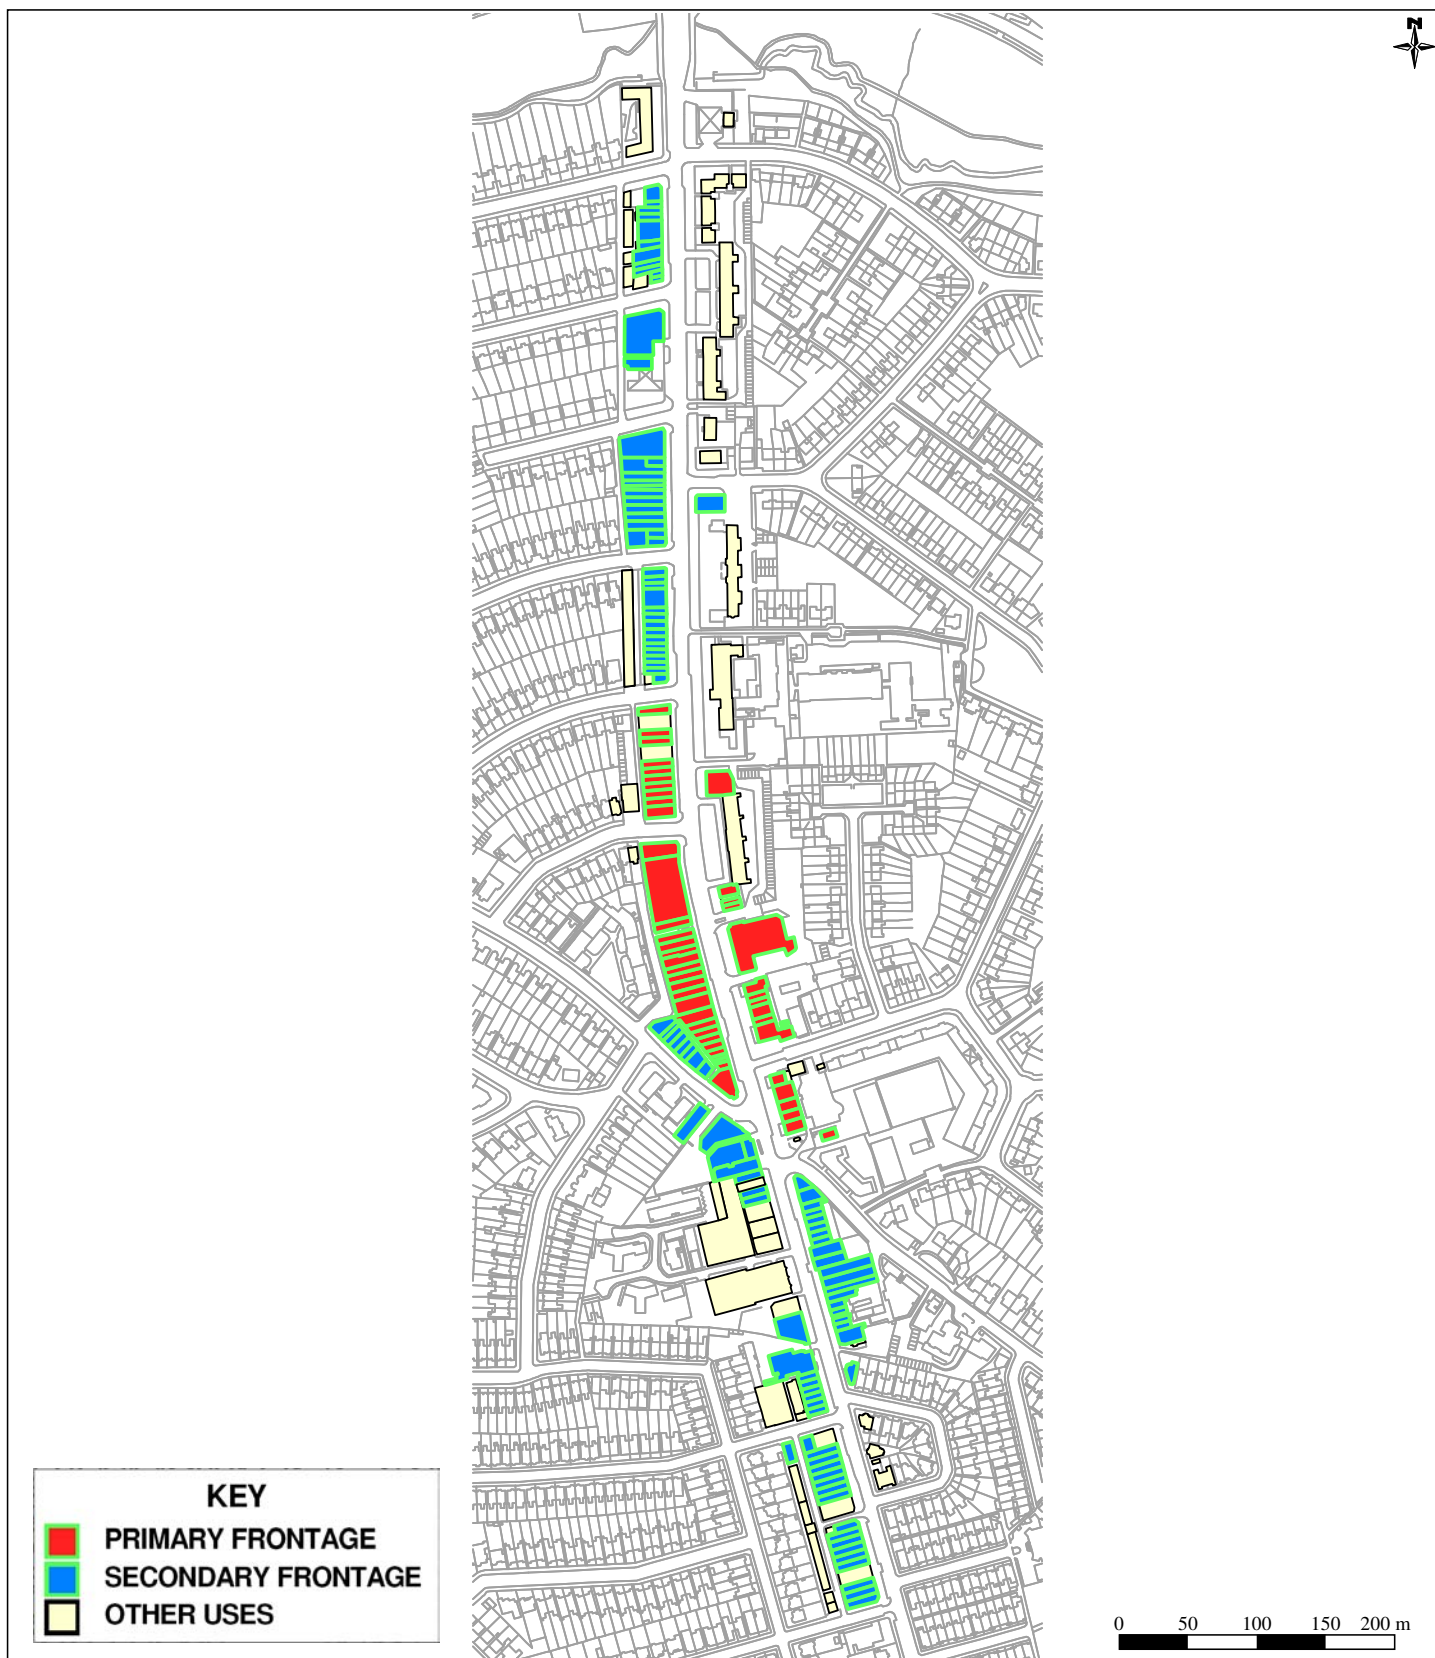 N
KEY
PRIMARY FRONTAGE
SECONDARY FRONTAGE
OTHER USES
0 50 100 150 200 m